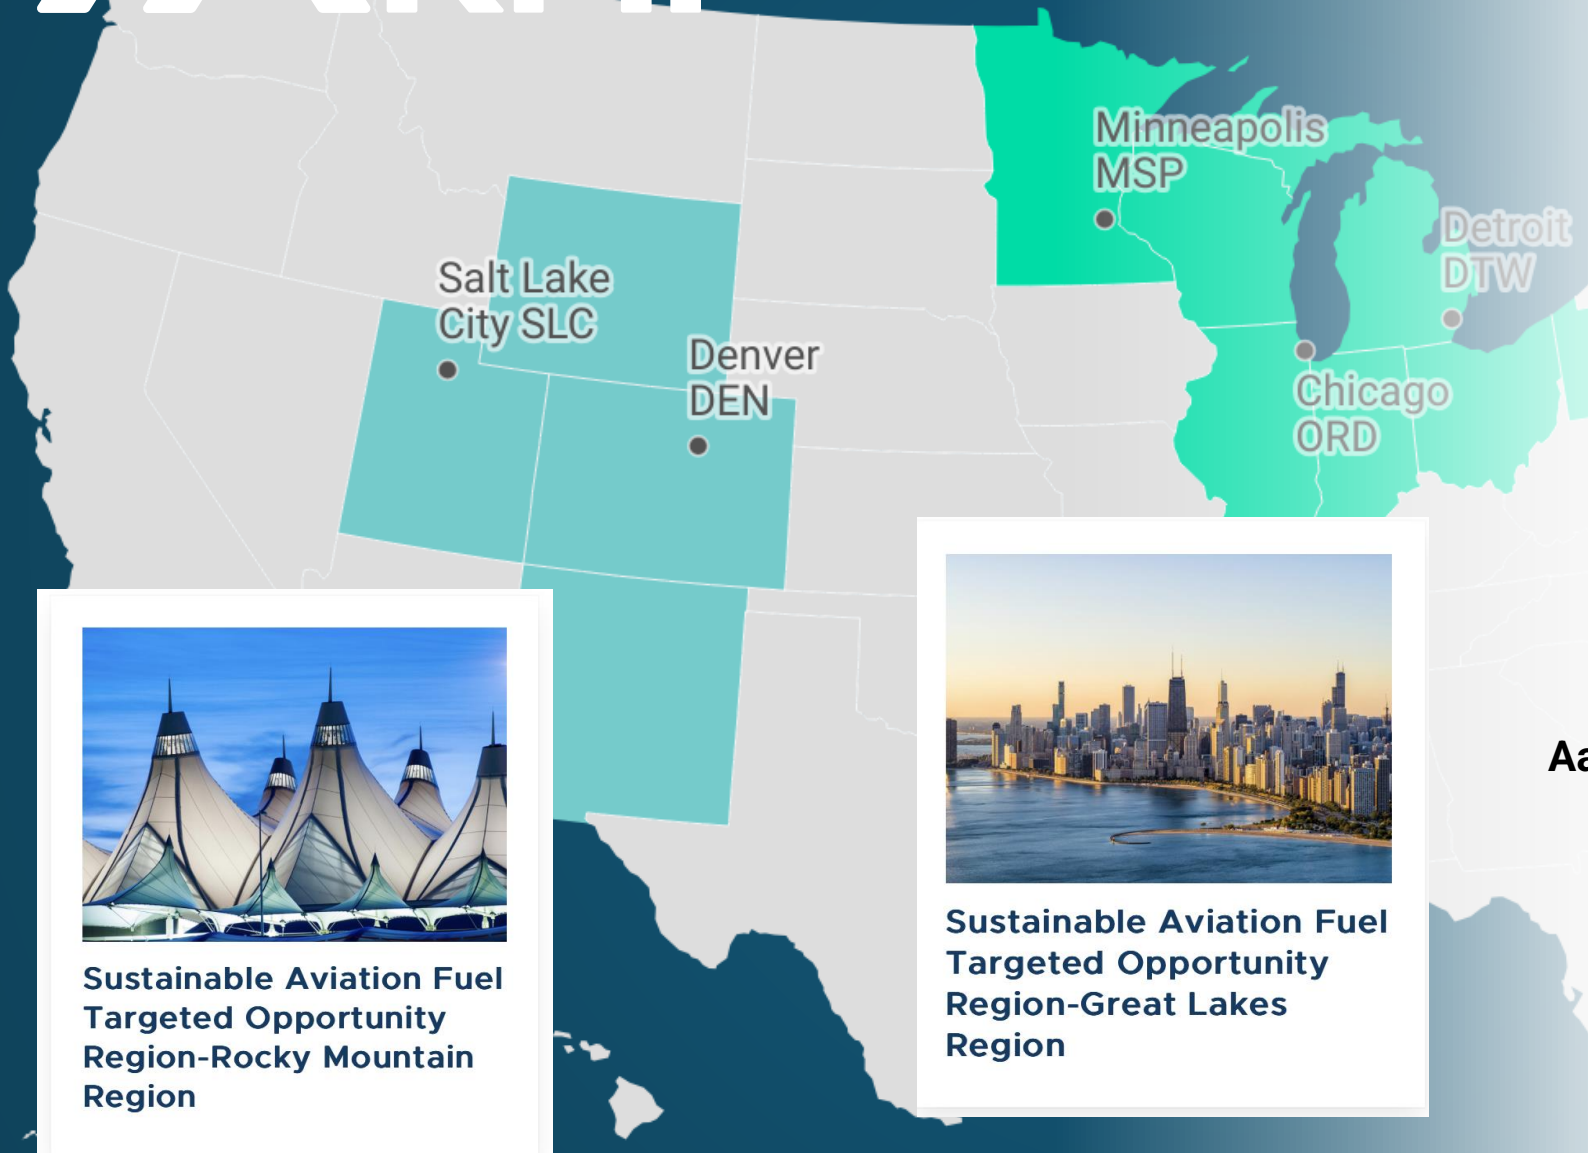 Minneapolis
MSP
Detroit
DTW
Salt Lake
City SLC
Denver
DEN
Chicago
ORD
Sustainable Aviation Fuel
Targeted Opportunity
Region-Rocky Mountain
Region
Sustainable Aviation Fuel
Targeted Opportunity
Region-Great Lakes
Region